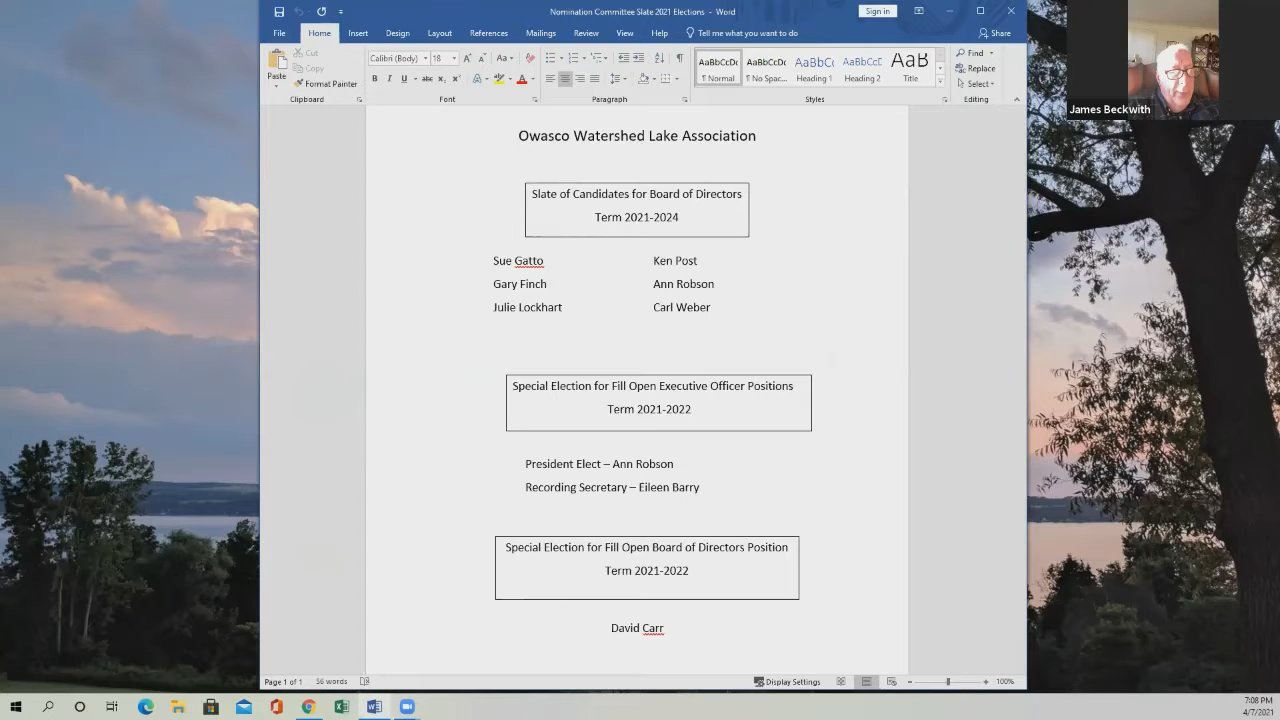 Nomination Committee Slate 2021 Elections - Word
Sign in
File Home Insert Design Layout References Mailings Review View Help Tell me what you want to do Share
Paste
Cut
Copy
Format Painter
Calibri (Body) 18
Find
Replace
Select
AaBbCcDc AaBbCcDc AaBbCc AaBbCcE AaB
¶ Normal ¶ No Spac... Heading 1 Heading 2 Title
Clipboard Font Paragraph Styles Editing
James Beckwith
Owasco Watershed Lake Association
Slate of Candidates for Board of Directors
Term 2021-2024
Sue Gatto Ken Post
Gary Finch Ann Robson
Julie Lockhart Carl Weber
Special Election for Fill Open Executive Officer Positions
Term 2021-2022
President Elect – Ann Robson
Recording Secretary – Eileen Barry
Special Election for Fill Open Board of Directors Position
Term 2021-2022
David Carr
Page 1 of 1 56 words Display Settings 100%
7:08 PM
4/7/2021